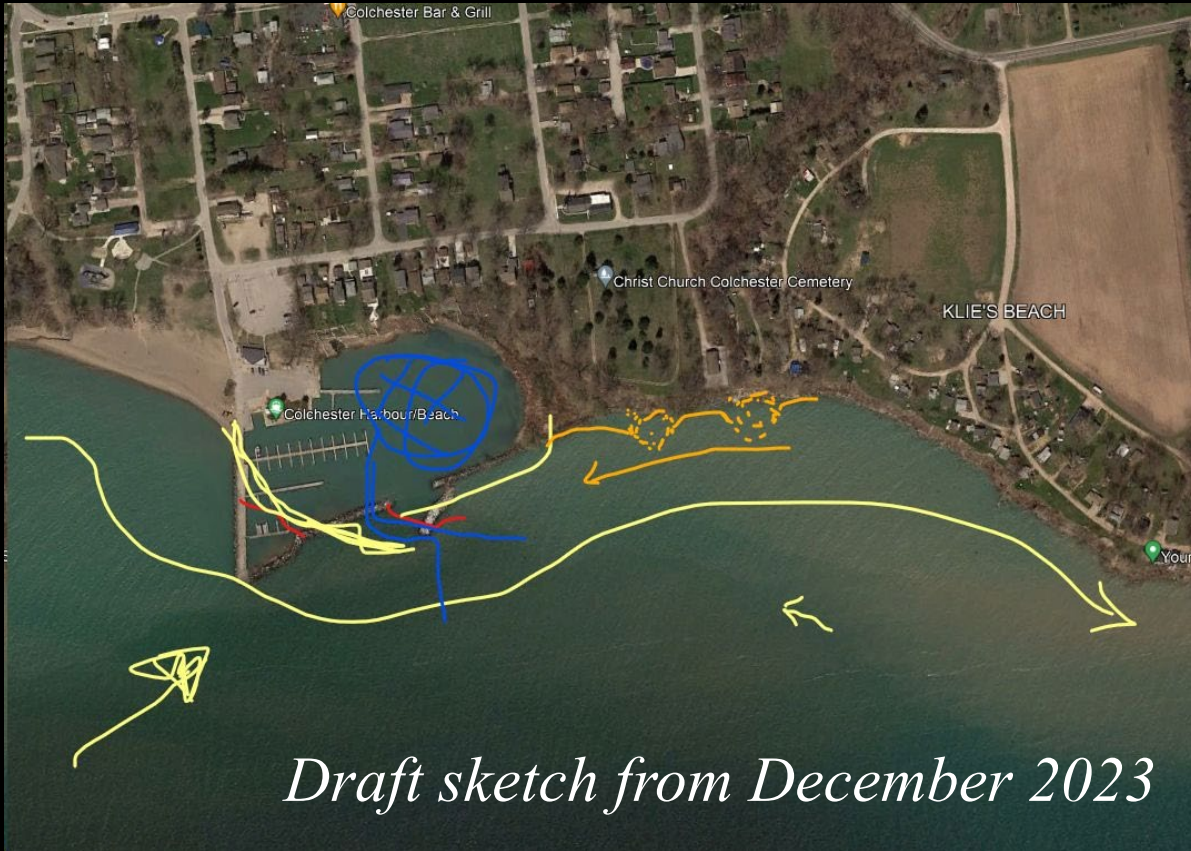 Colchester Bar & Grill
Christ Church Colchester Cemetery
KLIE'S BEACH
Colchester Harbour/Beach
Your
Draft sketch from December 2023